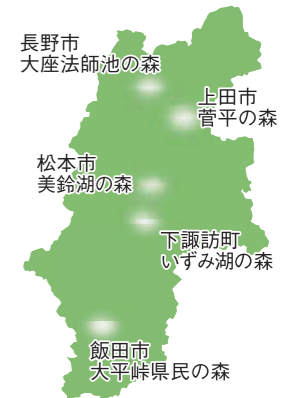 長野市
大座法師池の森
上田市
菅平の森
松本市
美鈴湖の森
下諏訪町
いずみ湖の森
飯田市
大平峠県民の森